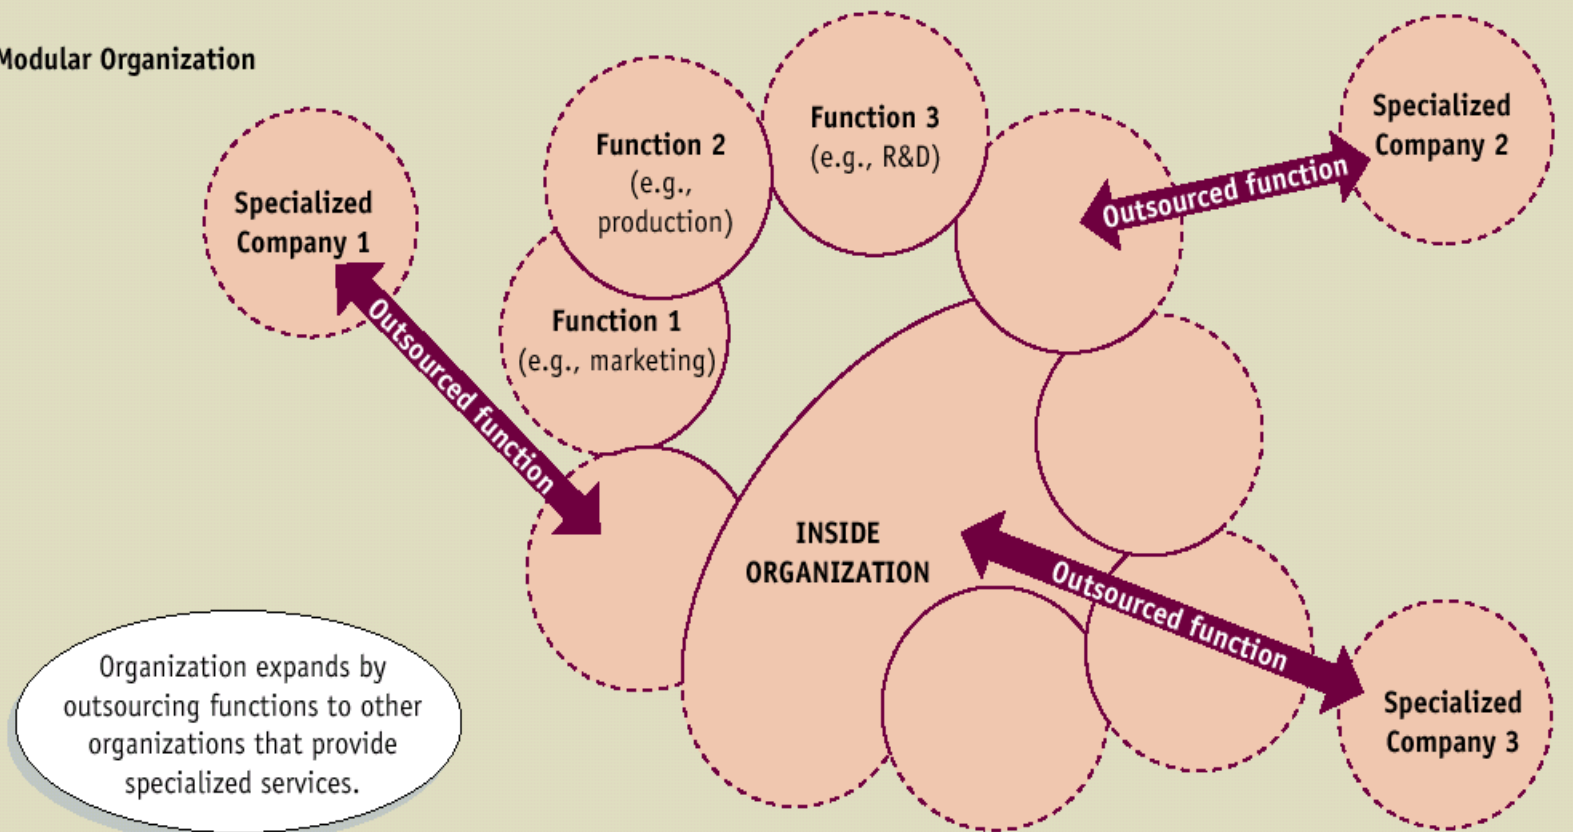 Modular Organization
Specialized
Company 1
Function 2
(e.g.,
production)
Function 3
(e.g., R&D)
Specialized
Company 2
Outsourced function
Function 1
(e.g., marketing)
Outsourced function
INSIDE
ORGANIZATION
Outsourced function
Specialized
Company 3
Organization expands by
outsourcing functions to other
organizations that provide
specialized services.